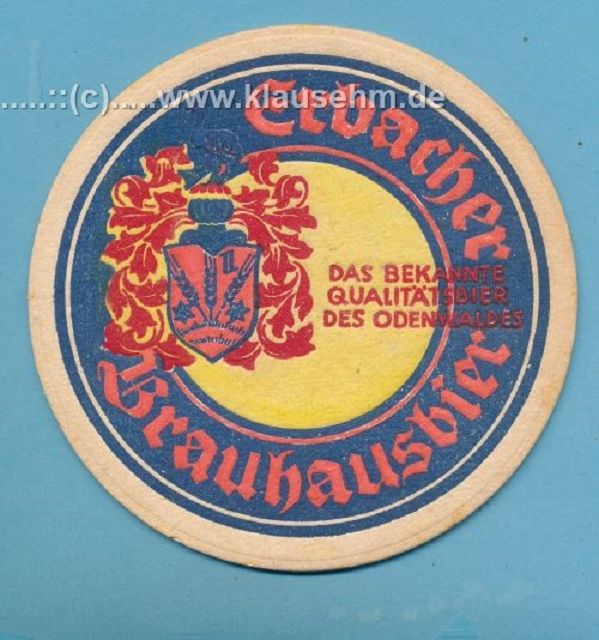 ......::(c).....www.klausehm.de
Erbacher
DAS BEKANNTE
QUALITÄTSBIER
DES ODENWALDES
Brauhausbier